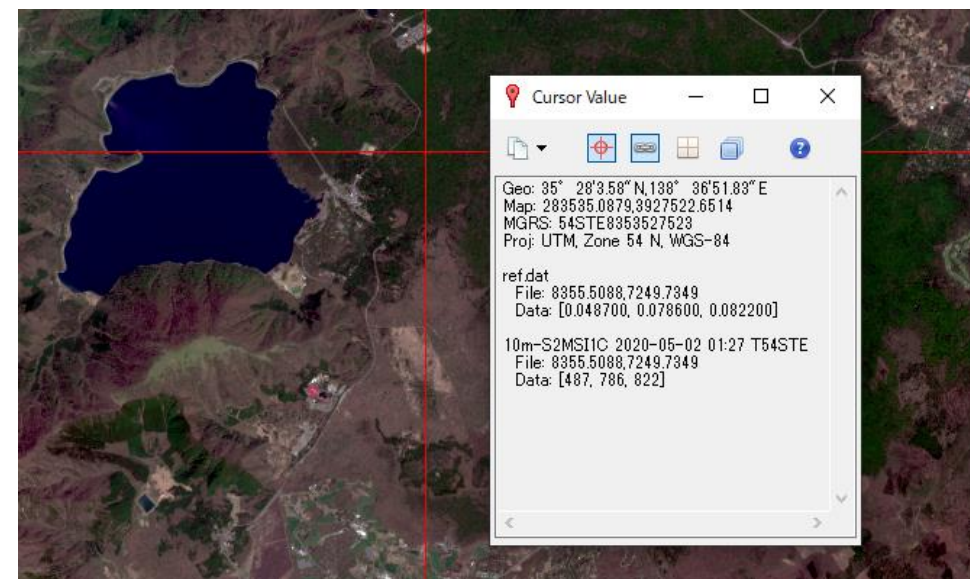 Cursor Value
Geo: 35° 28'3.58"N,138° 36'51.83"E
Map: 283535.0879,3927522.6514
MGRS: 54STE8353527523
Proj: UTM, Zone 54 N, WGS-84
ref.dat
File: 8355.5088,7249.7349
Data: [0.048700, 0.078600, 0.082200]
10m-S2MSI1C 2020-05-02 01:27 T54STE
File: 8355.5088,7249.7349
Data: [487, 786, 822]